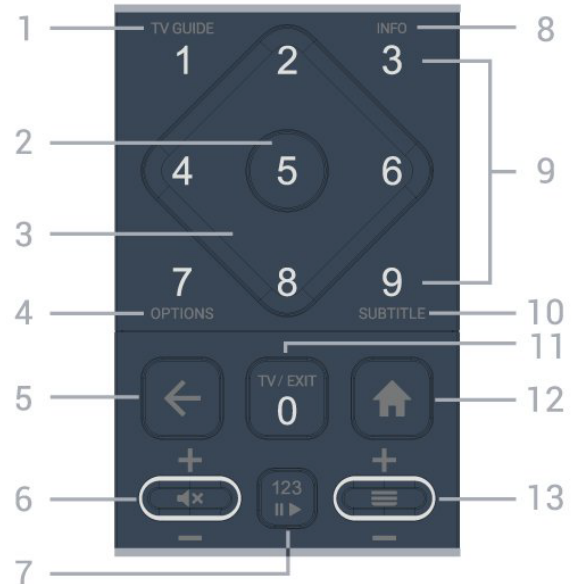 1 TV GUIDE INFO 8
1 2 3
2 9
4 5 6
3
7 8 9
4 OPTIONS SUBTITLE 10
11
5 TV / EXIT 12
0
+ +
6 123 13
− −
7